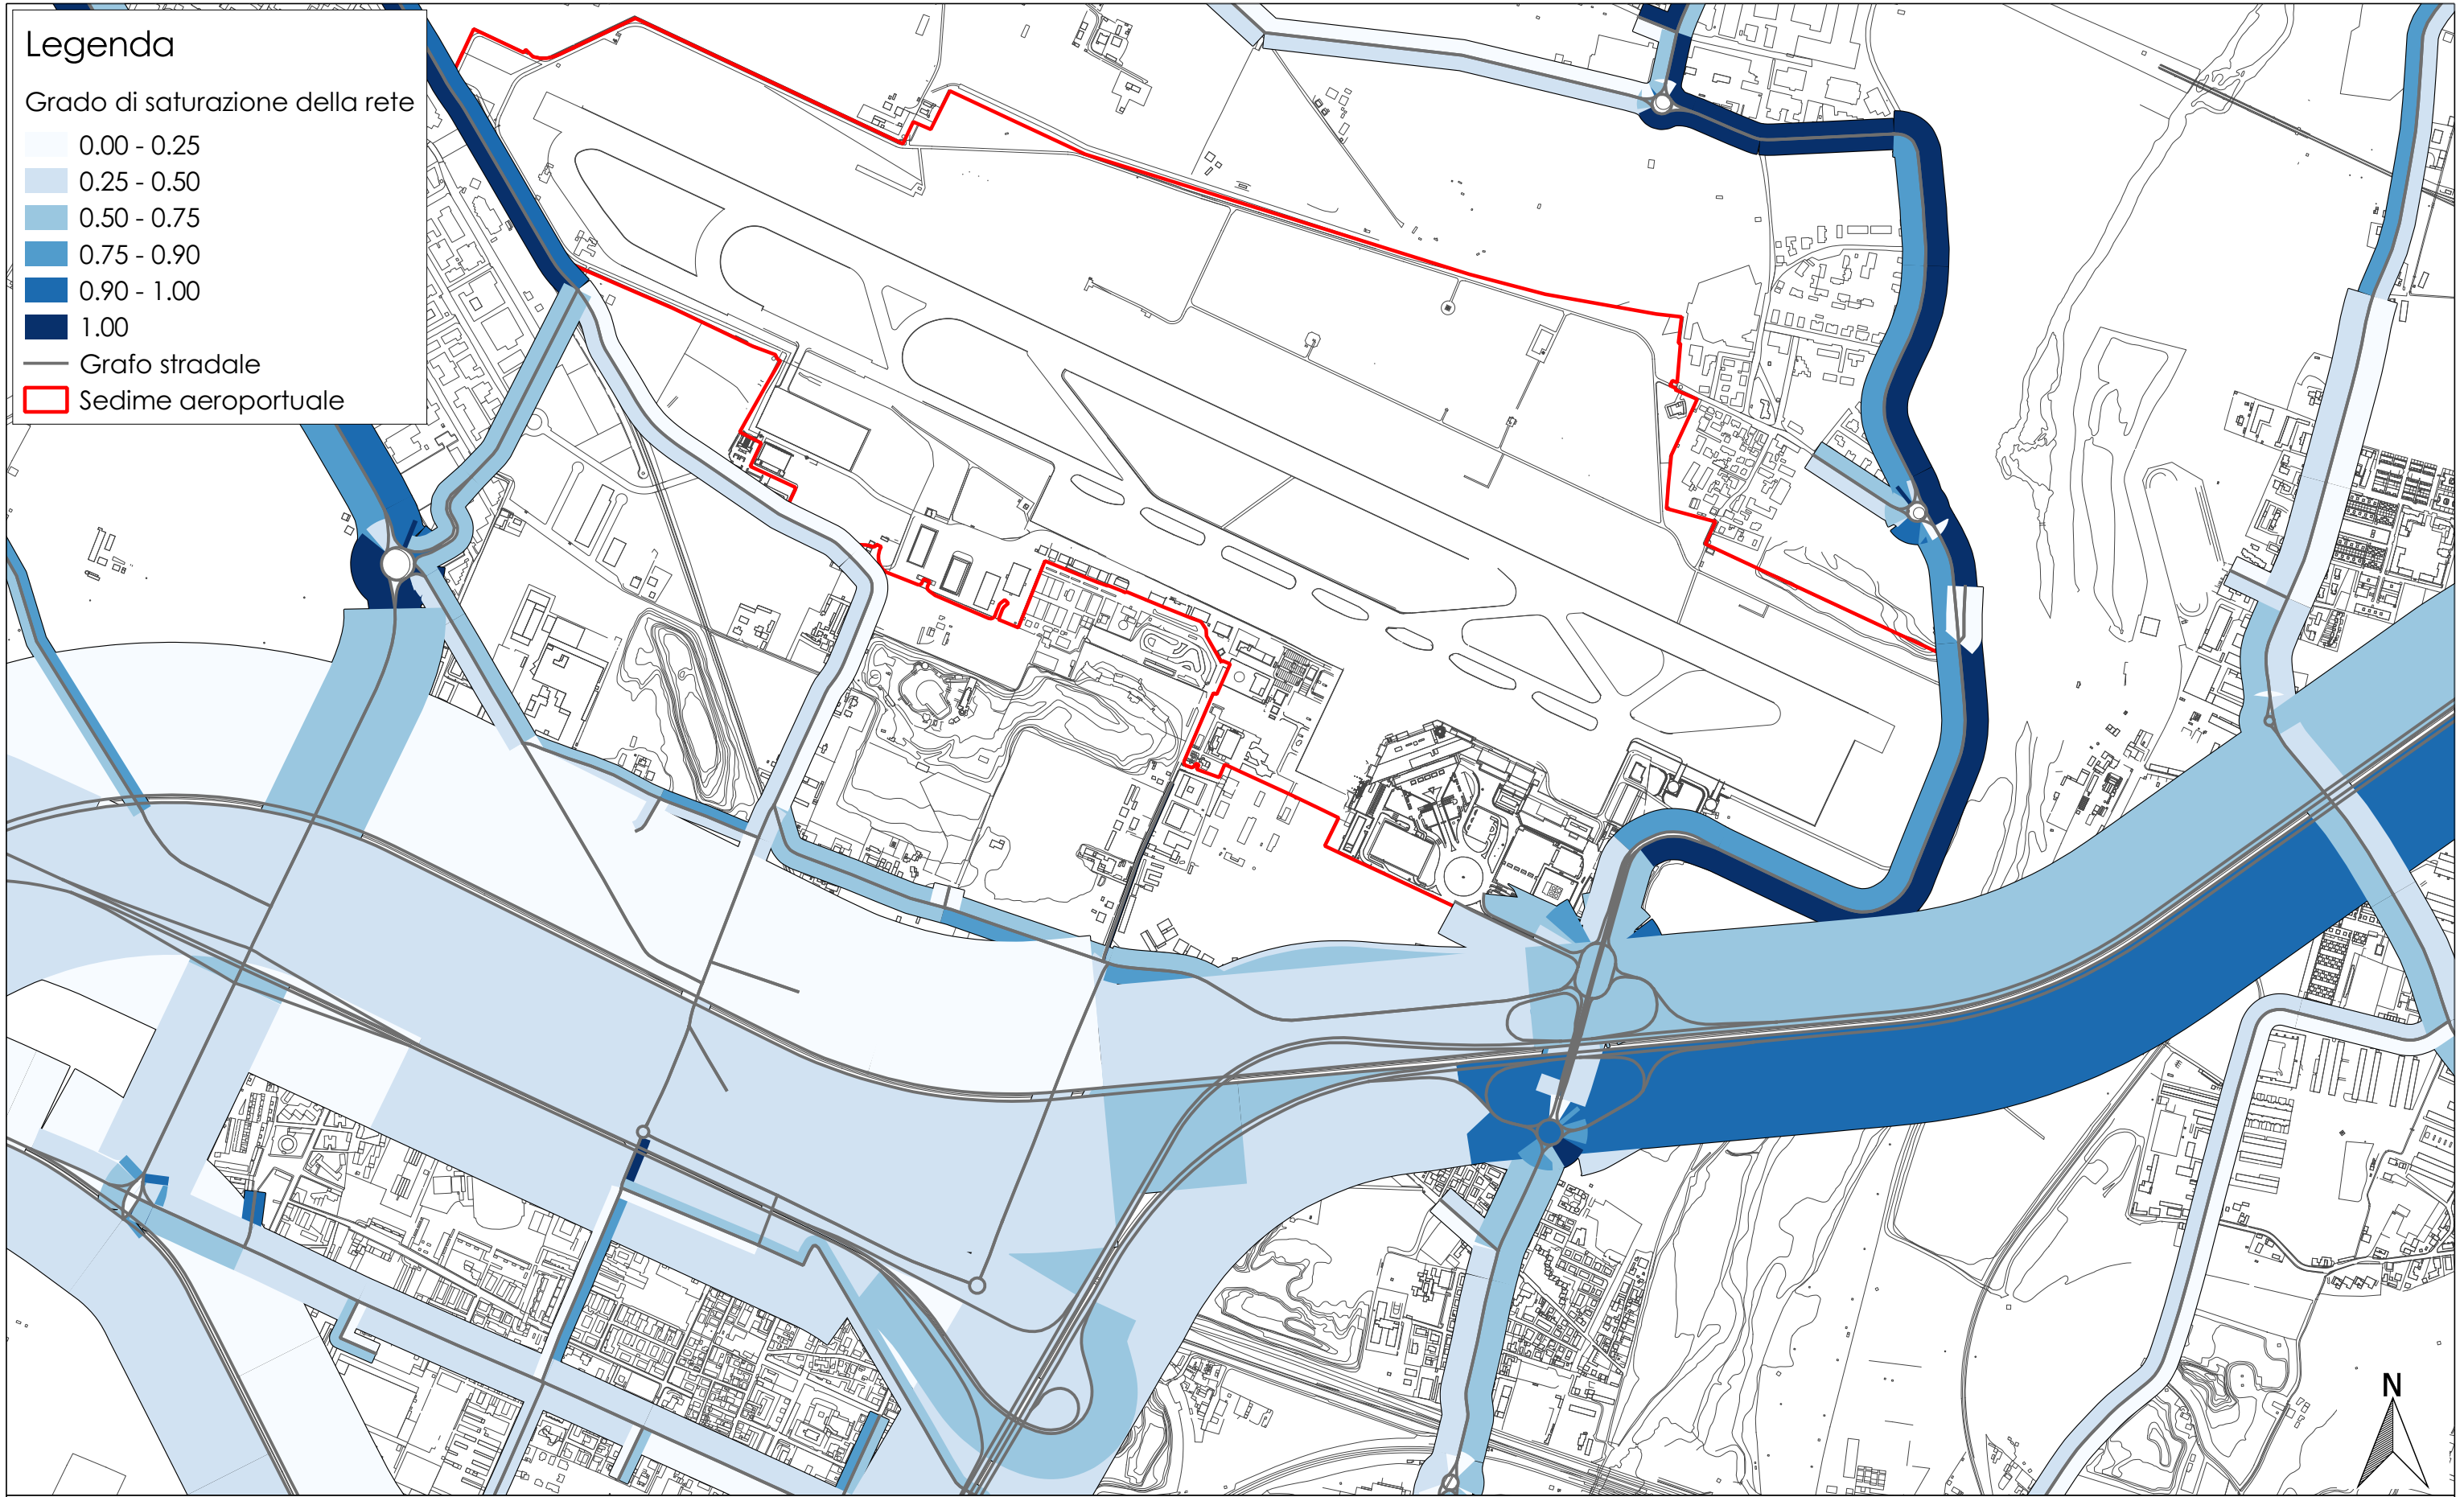 Legenda
Grado di saturazione della rete
0.00 - 0.25
0.25 - 0.50
0.50 - 0.75
0.75 - 0.90
0.90 - 1.00
1.00
Grafo stradale
Sedime aeroportuale
N